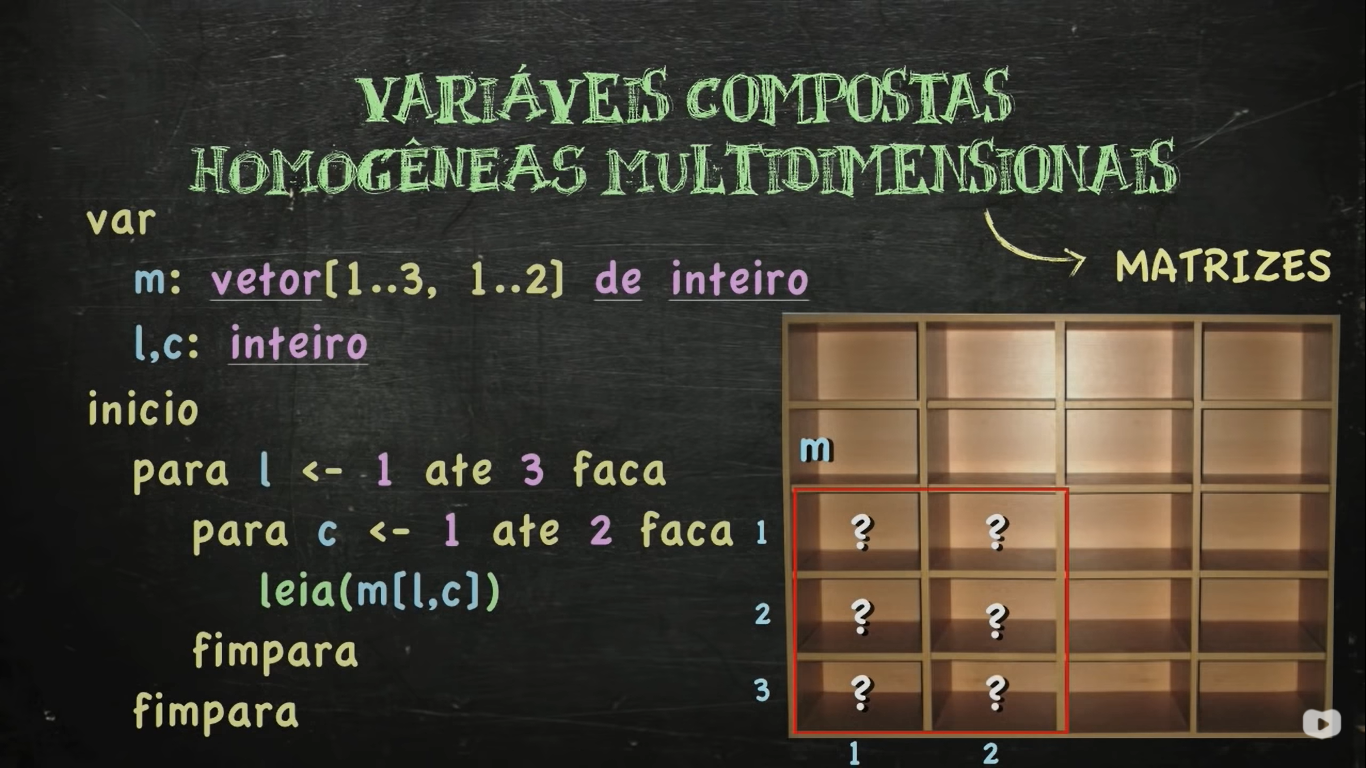 VARIÁVEIS COMPOSTAS
HOMOGÊNEAS MULTIDIMENSIONAIS
MATRIZES
var
m: vetor[1..3, 1..2] de inteiro
l,c: inteiro
inicio
para l <- 1 ate 3 faca
para c <- 1 ate 2 faca
leia(m[l,c])
fimpara
fimpara
m
1 ? ?
2 ? ?
3 ? ?
1 2